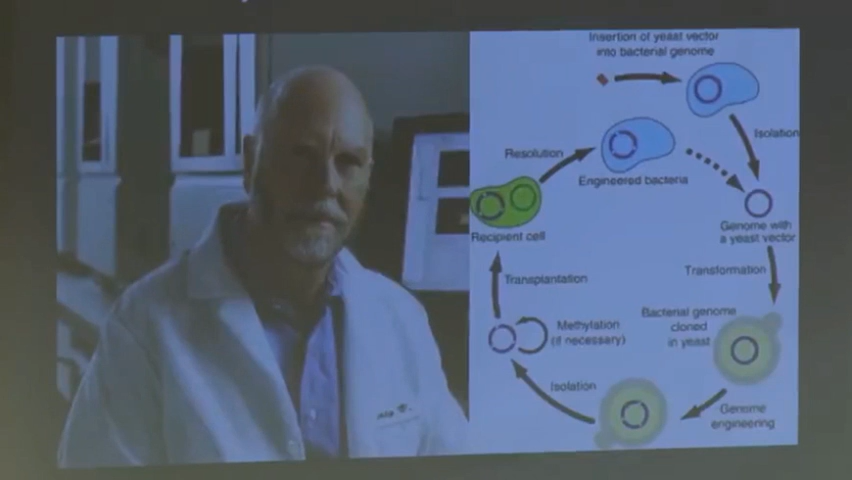 Insertion of yeast vector
into bacterial genome
Isolation
Resolution
Engineered bacteria
Genome with
a yeast vector
Recipient cell
Transformation
Transplantation
Bacterial genome
cloned
in yeast
Methylation
(if necessary)
Isolation
Genome
engineering